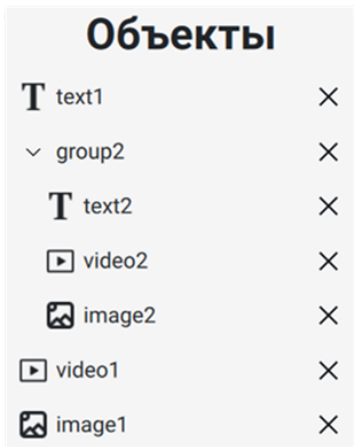 Объекты
text1
group2
text2
video2
image2
video1
image1